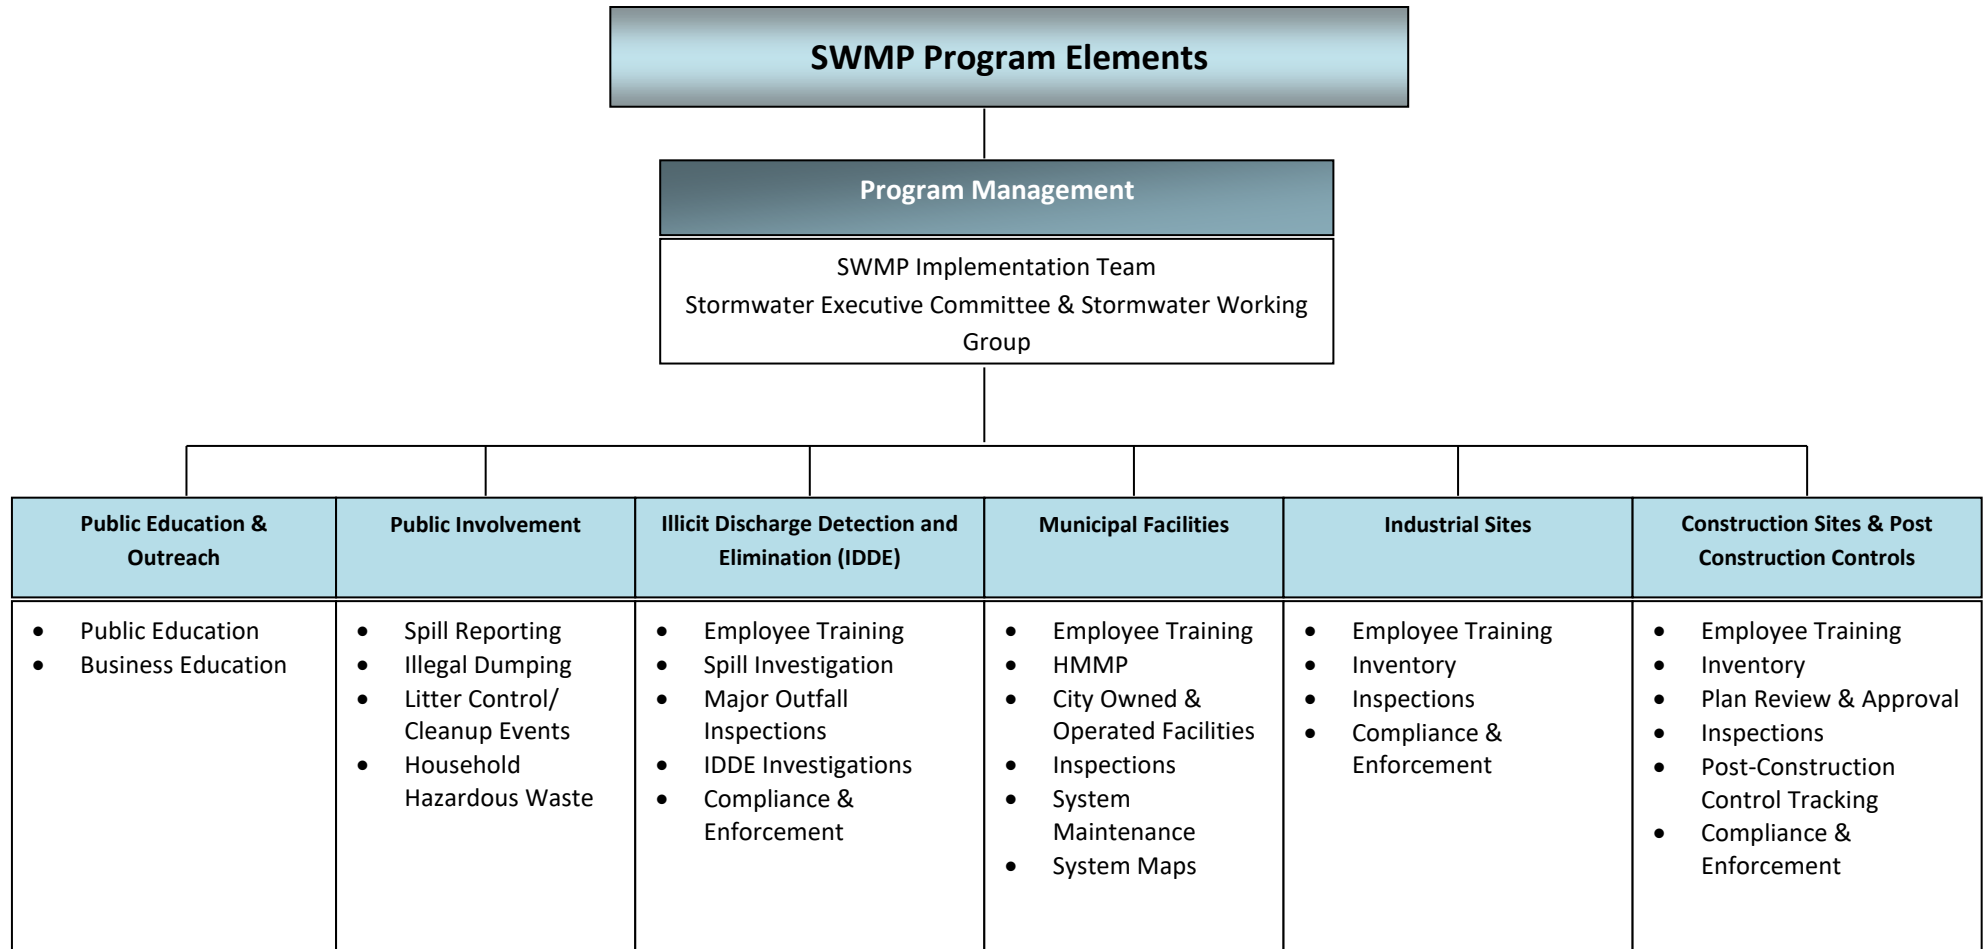 SWMP Program Elements
Program Management
SWMP Implementation Team
Stormwater Executive Committee & Stormwater Working
Group
Public Education &
Outreach
• Public Education
• Business Education
Public Involvement
• Spill Reporting
• Illegal Dumping
• Litter Control/
Cleanup Events
• Household
Hazardous Waste
Illicit Discharge Detection and
Elimination (IDDE)
• Employee Training
• Spill Investigation
• Major Outfall
Inspections
• IDDE Investigations
• Compliance &
Enforcement
Municipal Facilities
• Employee Training
• HMMP
• City Owned &
Operated Facilities
• Inspections
• System
Maintenance
• System Maps
Industrial Sites
• Employee Training
• Inventory
• Inspections
• Compliance &
Enforcement
Construction Sites & Post
Construction Controls
• Employee Training
• Inventory
• Plan Review & Approval
• Inspections
• Post-Construction
Control Tracking
• Compliance &
Enforcement